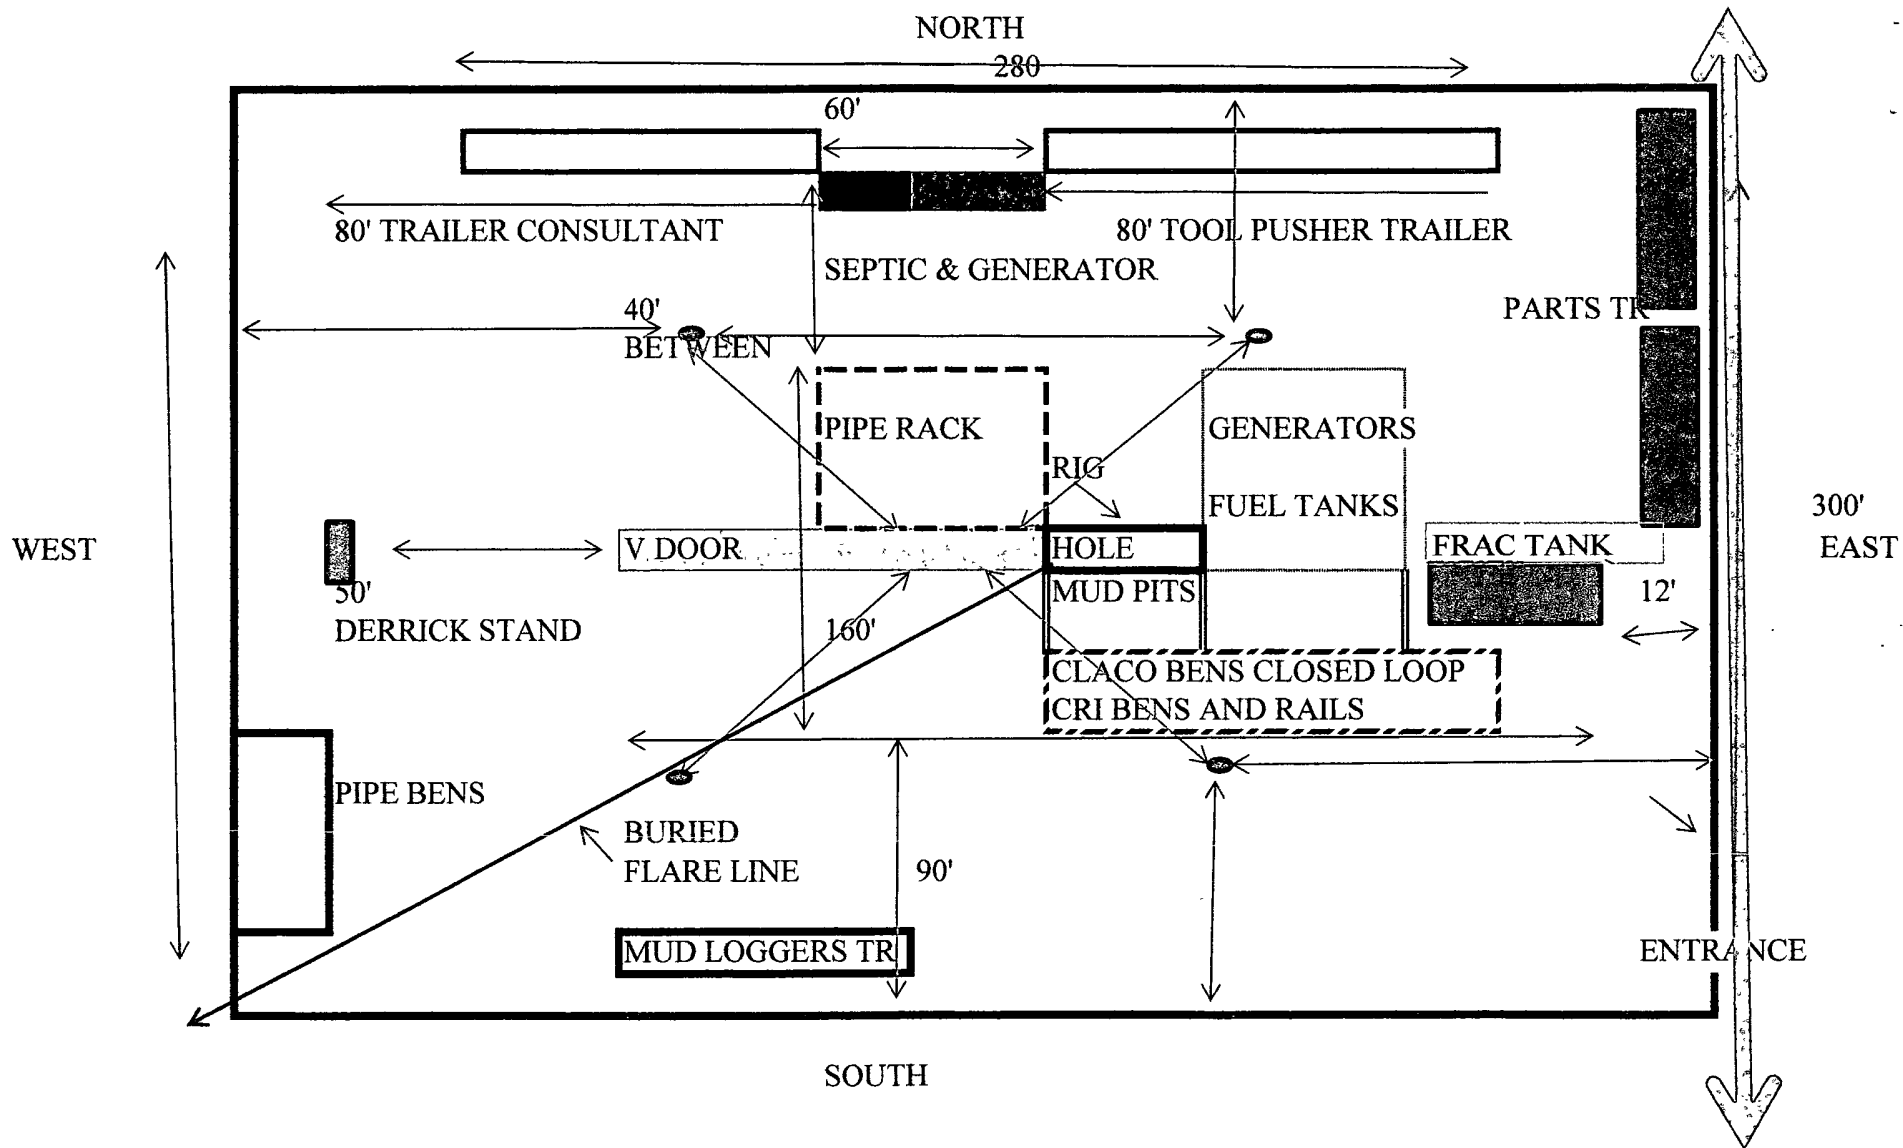 NORTH
280
60'
80' TRAILER CONSULTANT
80' TOOL PUSHER TRAILER
SEPTIC & GENERATOR
40'
BETWEEN
PARTS TR
PIPE RACK
GENERATORS
RIG
FUEL TANKS
300'
WEST
V DOOR
HOLE
FRAC TANK
EAST
50'
MUD PITS
12'
DERRICK STAND
160'
CLACO BENS CLOSED LOOP
CRI BENS AND RAILS
PIPE BENS
BURIED
FLARE LINE
90'
MUD LOGGERS TR
ENTRANCE
SOUTH